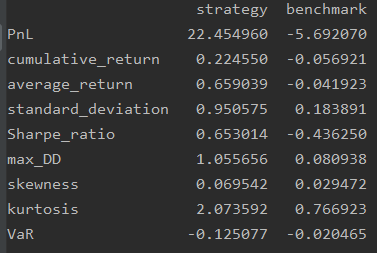 strategy benchmark
PnL 22.454960 -5.692070
cumulative_return 0.224550 -0.056921
average_return 0.659039 -0.041923
standard_deviation 0.950575 0.183891
Sharpe_ratio 0.653014 -0.436250
max_DD 1.055656 0.080938
skewness 0.069542 0.029472
kurtosis 2.073592 0.766923
VaR -0.125077 -0.020465